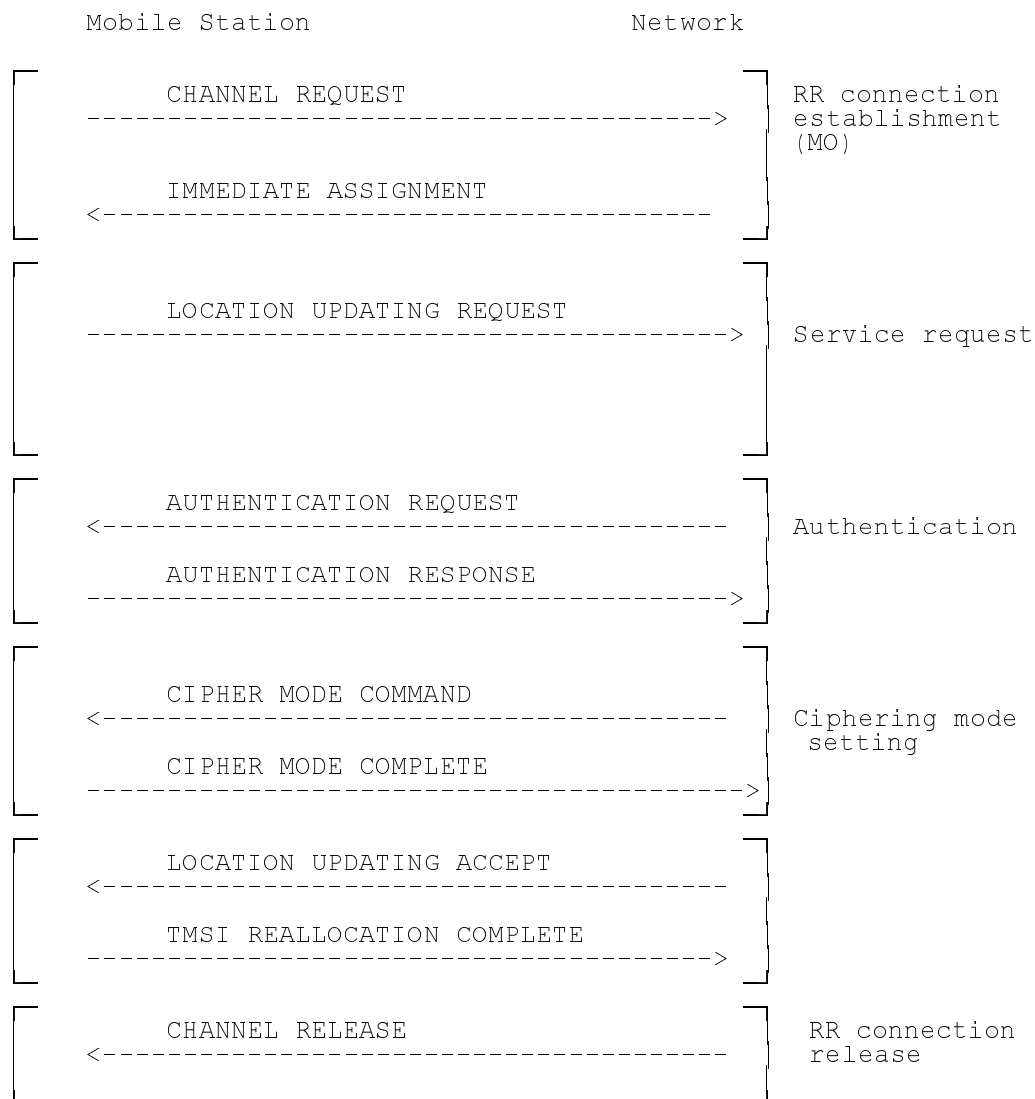 Mobile Station Network
CHANNEL REQUEST
RR connection
establishment
(MO)
IMMEDIATE ASSIGNMENT
LOCATION UPDATING REQUEST
Service request
AUTHENTICATION REQUEST
Authentication
AUTHENTICATION RESPONSE
CIPHER MODE COMMAND
Ciphering mode
setting
CIPHER MODE COMPLETE
LOCATION UPDATING ACCEPT
TMSI REALLOCATION COMPLETE
CHANNEL RELEASE
RR connection
release